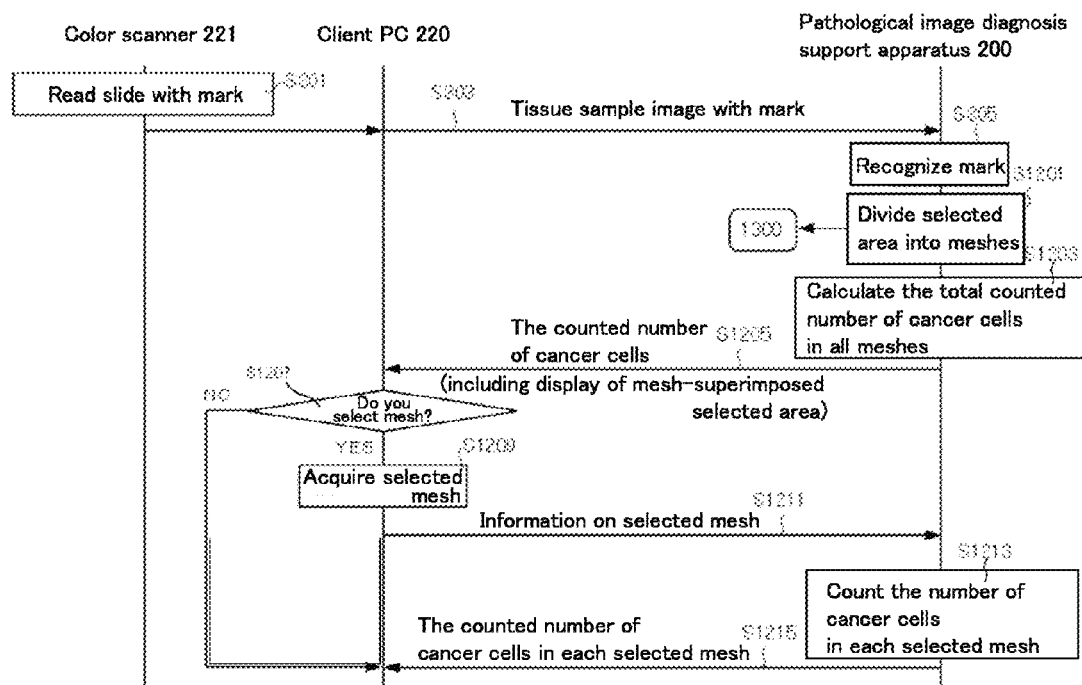 Color scanner 221
Client PC 220
Pathological image diagnosis
support apparatus 200
Read slide with mark
Tissue sample image with mark
Recognize mark
S1201
Divide selected
area into meshes
1300
S1203
Calculate the total counted
number of cancer cells
in all meshes
The counted number
of cancer cells
S1205
(including display of mesh-superimposed
selected area)
NO
Do you
select mesh?
YES
S1209
Acquire selected
mesh
Information on selected mesh
S1211
S1213
Count the number of
cancer cells
in each selected mesh
The counted number of
cancer cells in each selected mesh
S1215